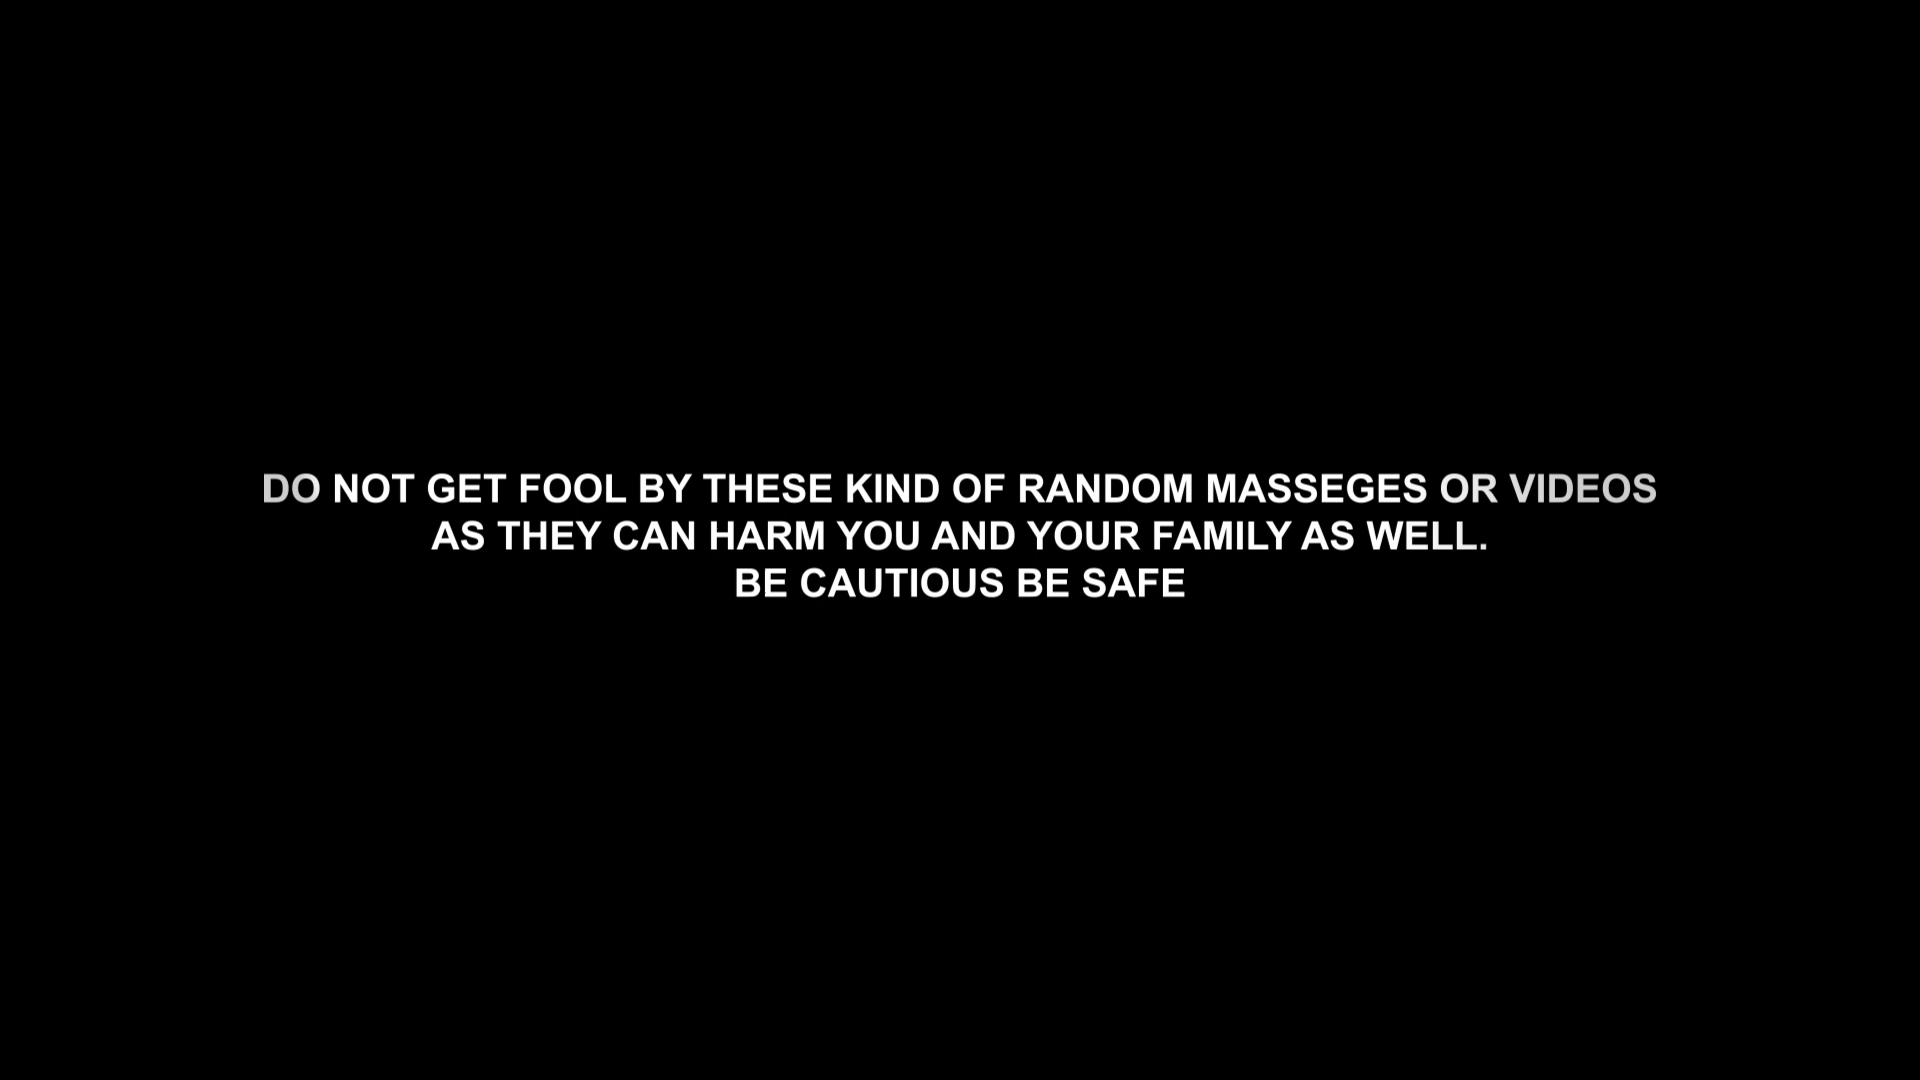 DO NOT GET FOOL BY THESE KIND OF RANDOM MASSEGES OR VIDEOS
AS THEY CAN HARM YOU AND YOUR FAMILY AS WELL.
BE CAUTIOUS BE SAFE